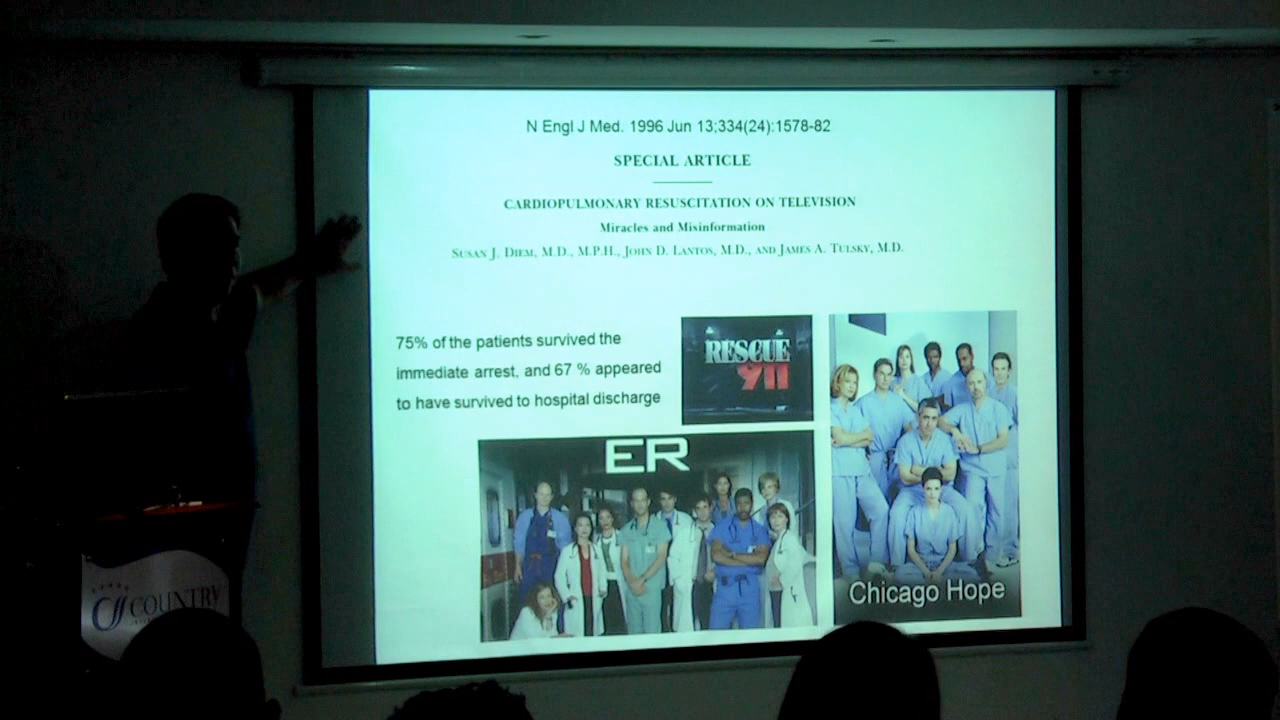 N Engl J Med. 1996 Jun 13;334(24):1578-82
SPECIAL ARTICLE
CARDIOPULMONARY RESUSCITATION ON TELEVISION
Miracles and Misinformation
SUSAN J. DIEM, M.D., M.P.H., JOHN D. LANTOS, M.D., AND JAMES A. TULSKY, M.D.
75% of the patients survived the
immediate arrest, and 67 % appeared
to have survived to hospital discharge
RESCUE
911
ER
Chicago Hope
COUNTRY